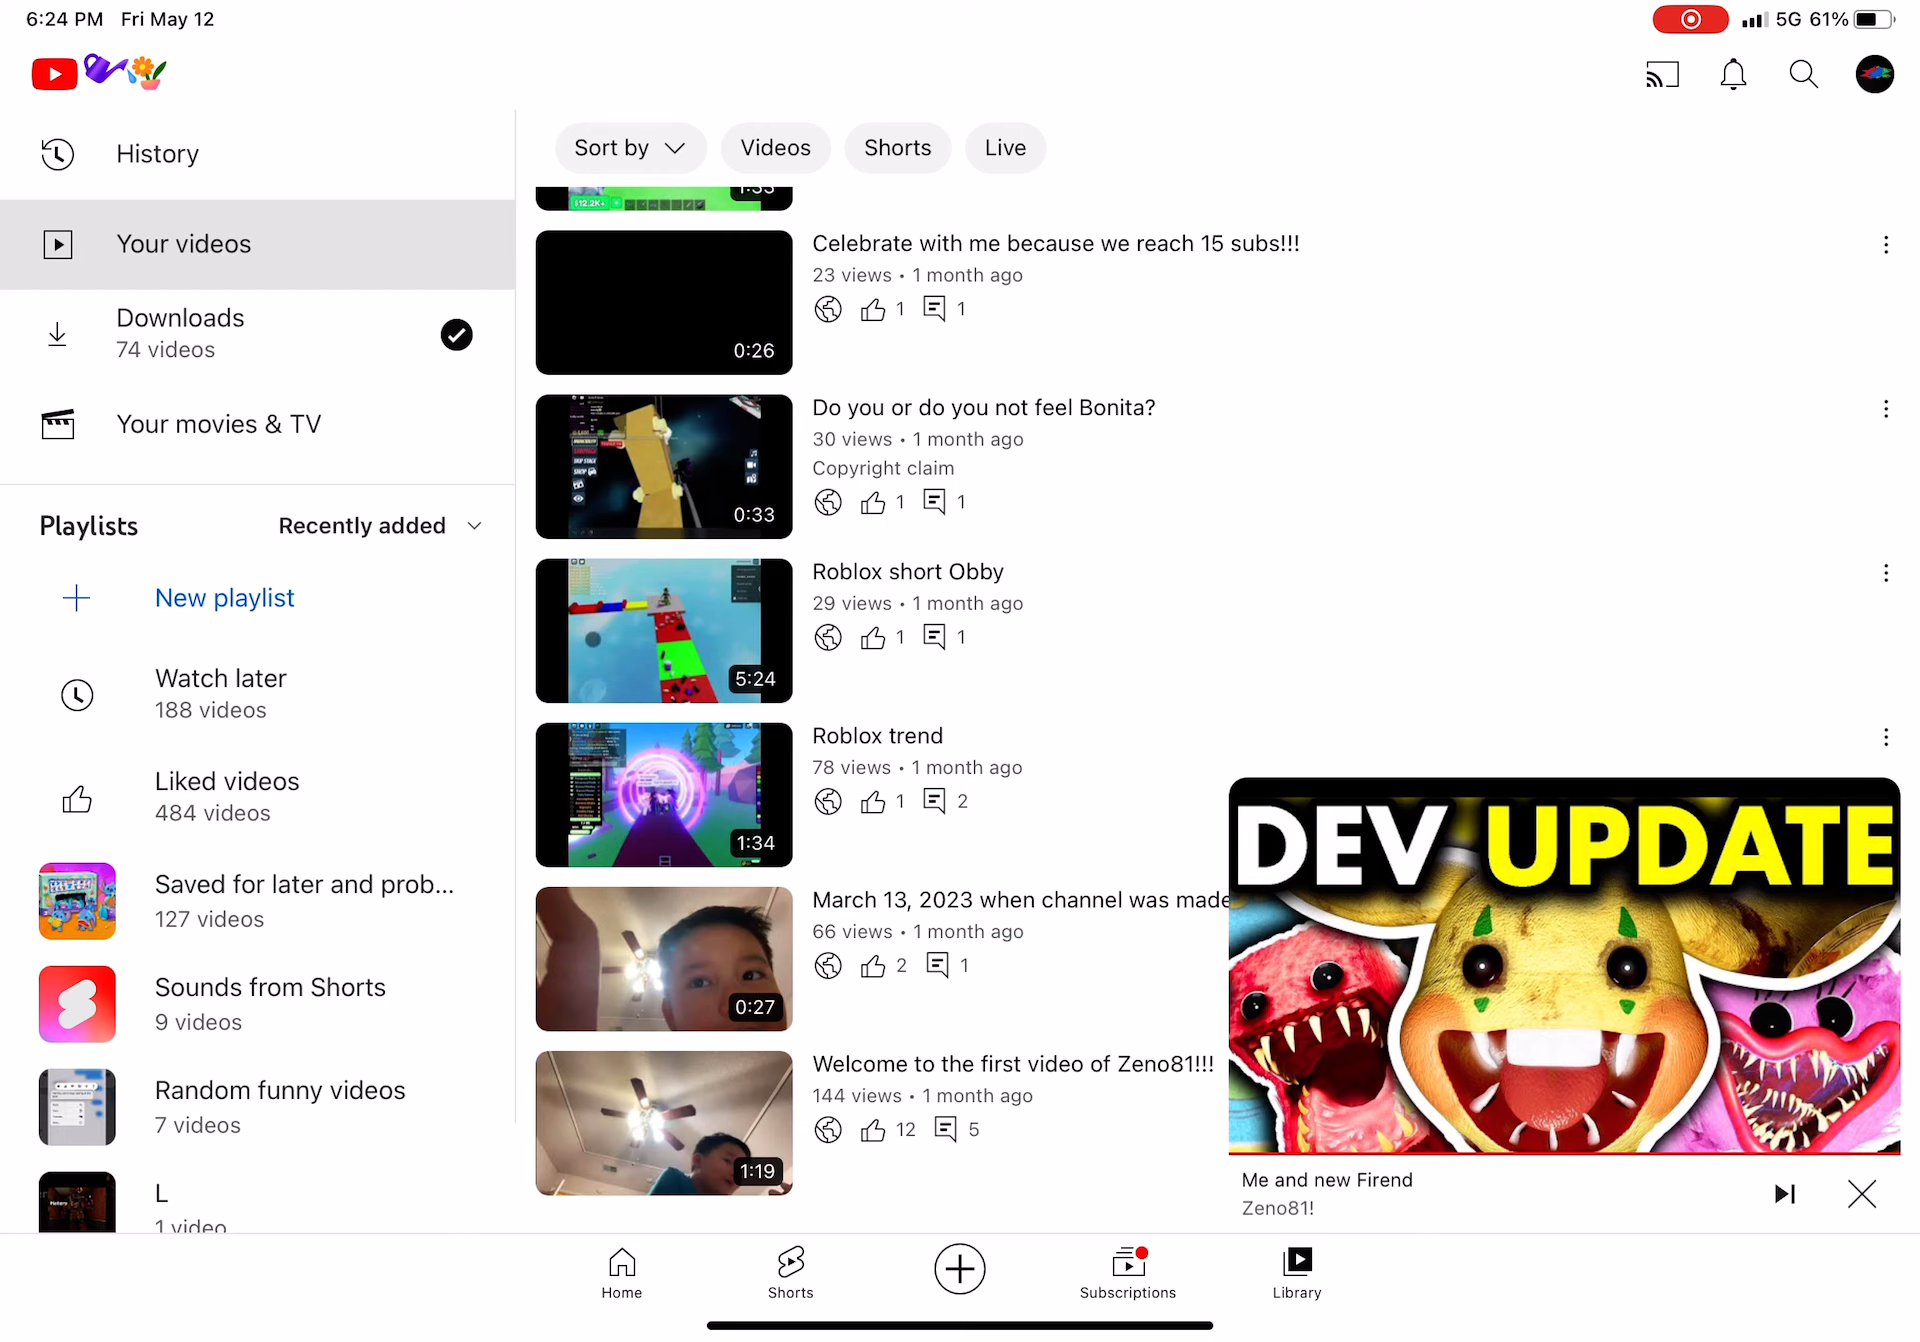 6:24 PM Fri May 12
5G 61%
History
Your videos
Downloads
74 videos
Your movies & TV
Playlists
Recently added
New playlist
Watch later
188 videos
Liked videos
484 videos
Saved for later and prob...
127 videos
Sounds from Shorts
9 videos
Random funny videos
7 videos
L
1 video
Sort by
Videos
Shorts
Live
$12.2K+
1:33
Celebrate with me because we reach 15 subs!!!
23 views • 1 month ago
1 1
0:26
Do you or do you not feel Bonita?
30 views • 1 month ago
Copyright claim
1 1
0:33
Roblox short Obby
29 views • 1 month ago
1 1
5:24
Roblox trend
78 views • 1 month ago
1 2
1:34
March 13, 2023 when channel was made
66 views • 1 month ago
2 1
0:27
Welcome to the first video of Zeno81!!!
144 views • 1 month ago
12 5
1:19
DEV UPDATE
Me and new Firend
Zeno81!
Home
Shorts
Subscriptions
Library